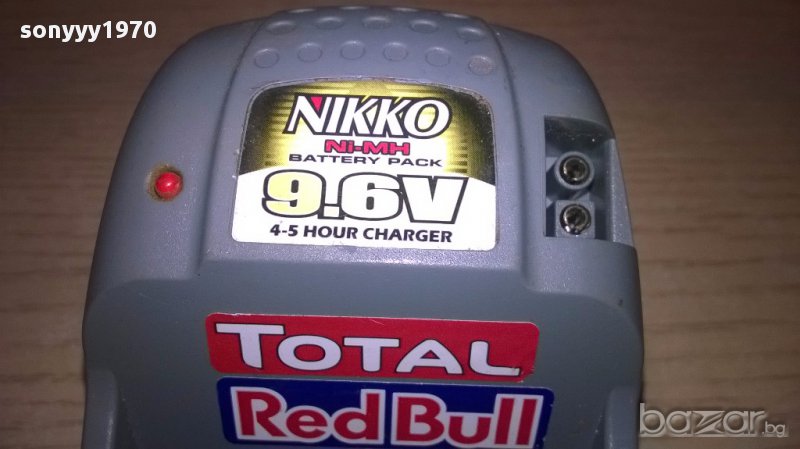 sonyyy1970
NIKKO
Ni-MH
BATTERY PACK
9.6V
4-5 HOUR CHARGER
TOTAL
Red Bull
bazar.bg